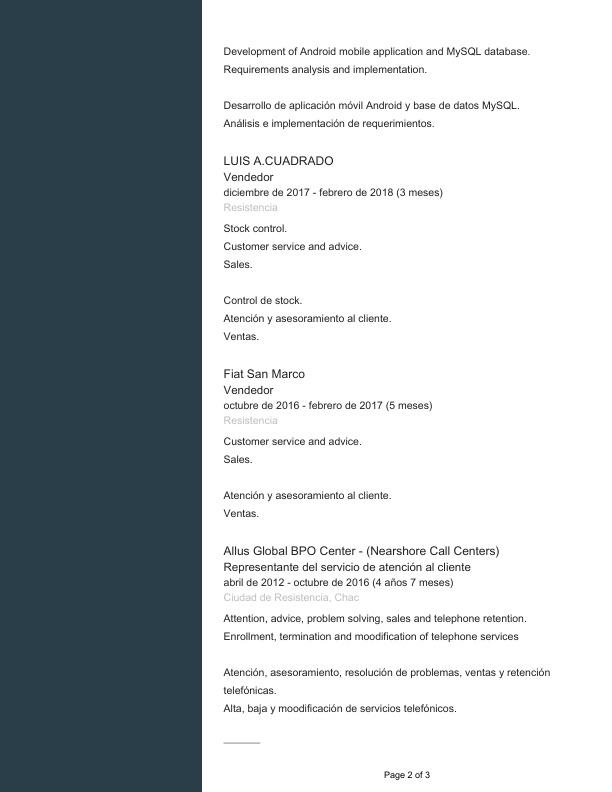 Development of Android mobile application and MySQL database.
Requirements analysis and implementation.
Desarrollo de aplicación móvil Android y base de datos MySQL.
Análisis e implementación de requerimientos.
LUIS A.CUADRADO
Vendedor
diciembre de 2017 - febrero de 2018 (3 meses)
Resistencia
Stock control.
Customer service and advice.
Sales.
Control de stock.
Atención y asesoramiento al cliente.
Ventas.
Fiat San Marco
Vendedor
octubre de 2016 - febrero de 2017 (5 meses)
Resistencia
Customer service and advice.
Sales.
Atención y asesoramiento al cliente.
Ventas.
Allus Global BPO Center - (Nearshore Call Centers)
Representante del servicio de atención al cliente
abril de 2012 - octubre de 2016 (4 años 7 meses)
Ciudad de Resistencia, Chac
Attention, advice, problem solving, sales and telephone retention.
Enrollment, termination and moodification of telephone services
Atención, asesoramiento, resolución de problemas, ventas y retención
telefónicas.
Alta, baja y moodificación de servicios telefónicos.
Page 2 of 3